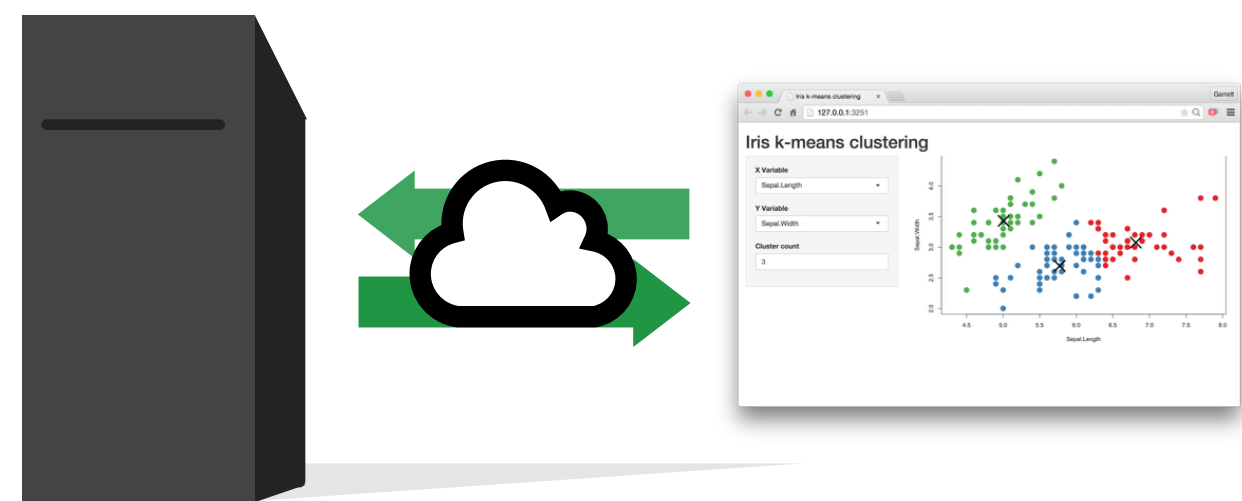 Iris k-means clustering
Garrett
127.0.0.1:3251
Iris k-means clustering
X Variable
Sepal.Length
Y Variable
Sepal.Width
Cluster count
3
Sepal.Width
4.0
3.5
3.0
2.5
2.0
4.5 5.0 5.5 6.0 6.5 7.0 7.5 8.0
Sepal.Length